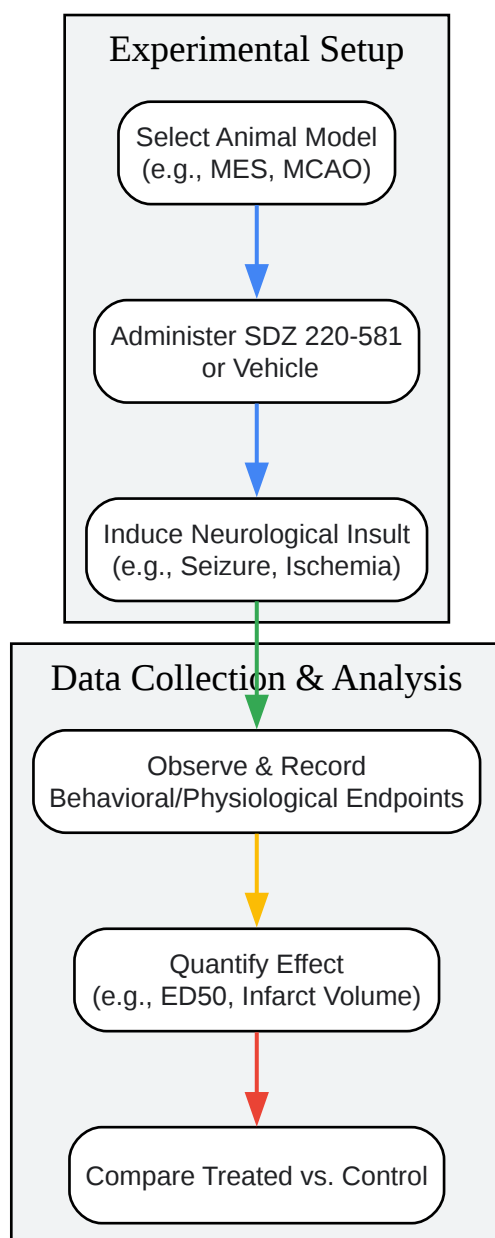 Experimental Setup
Select Animal Model
(e.g., MES, MCAO)
Administer SDZ 220-581
or Vehicle
Induce Neurological Insult
(e.g., Seizure, Ischemia)
Data Collection & Analysis
Observe & Record
Behavioral/Physiological Endpoints
Quantify Effect
(e.g., ED50, Infarct Volume)
Compare Treated vs. Control